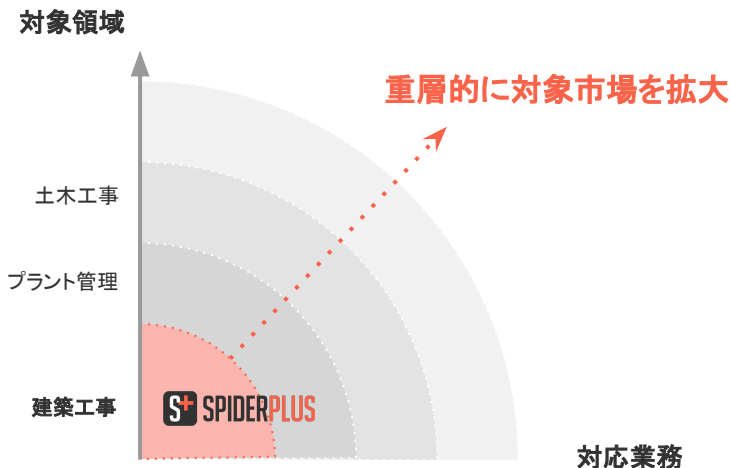 対象領域
重層的に対象市場を拡大
土木工事
プラント管理
建築工事
S+ SPIDERPLUS
対応業務